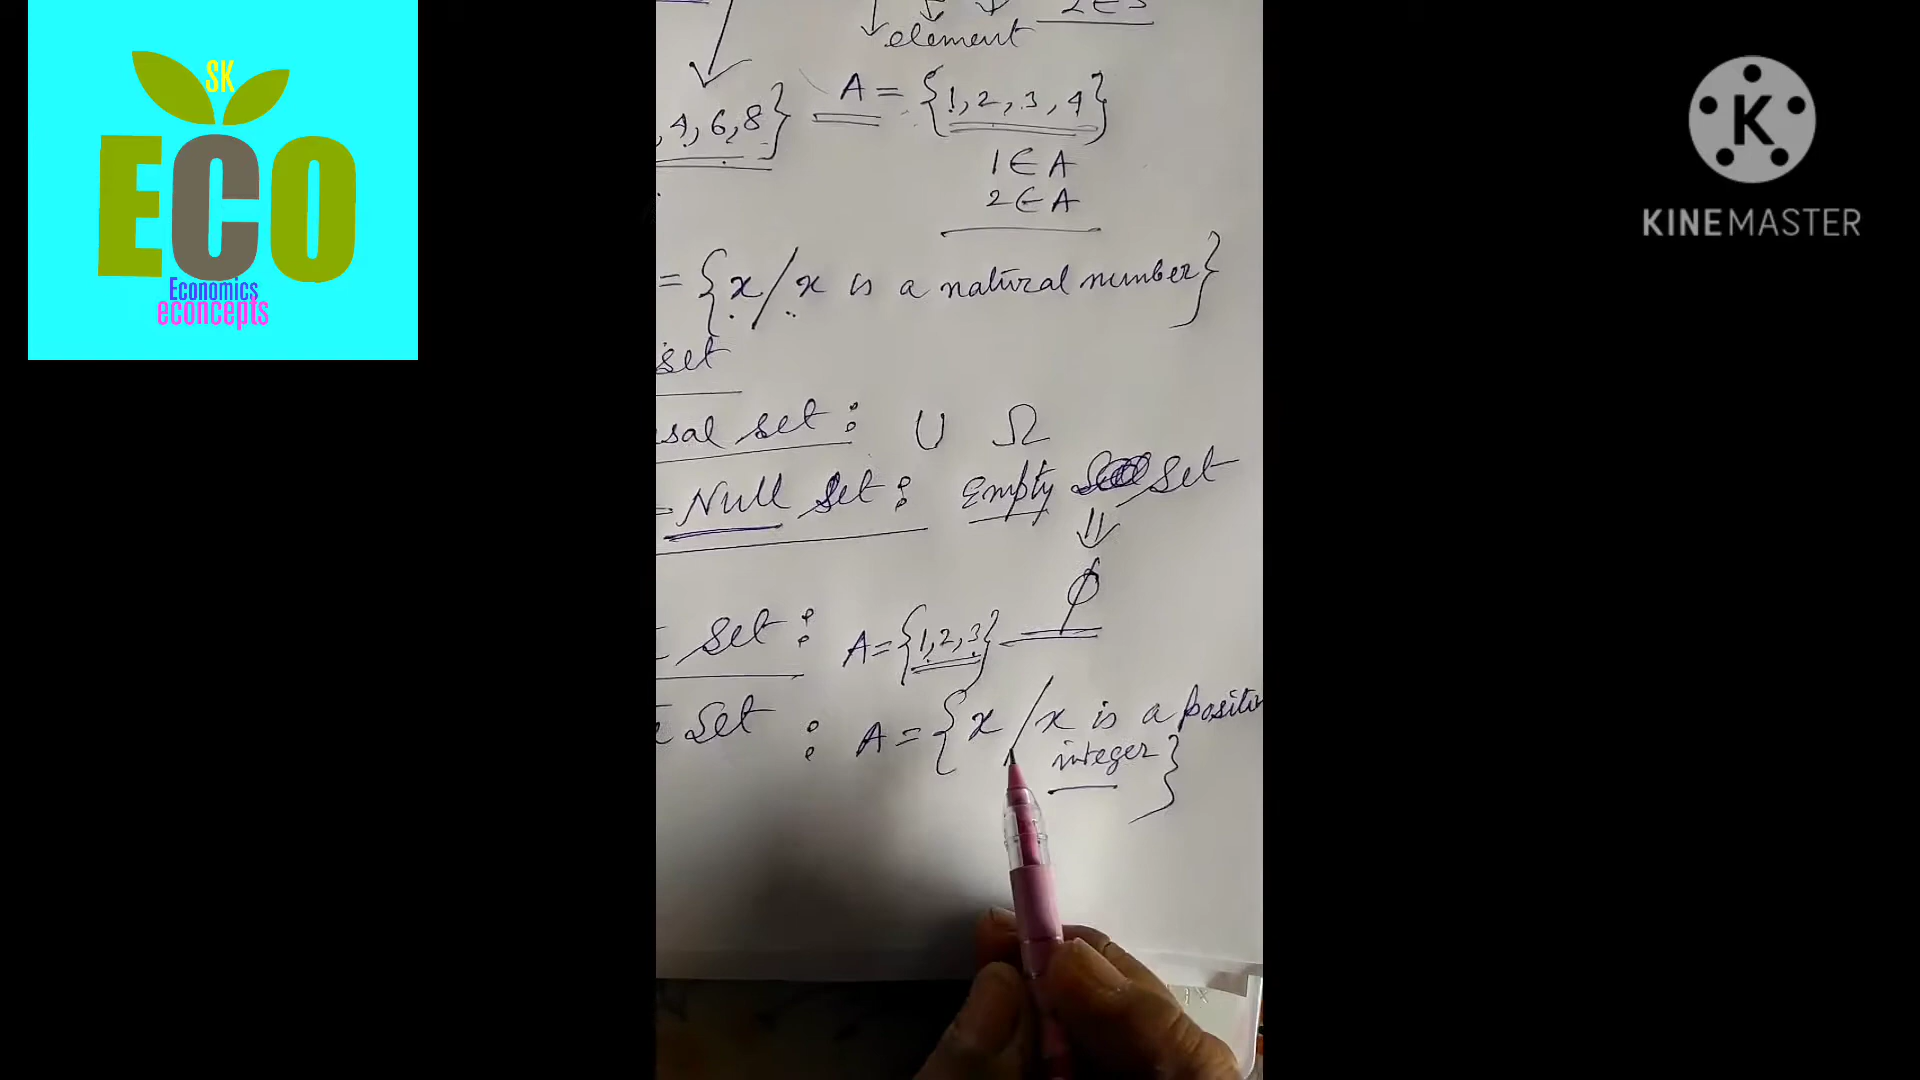 SK
ECO
Economics
econcepts
KINEMASTER
element
, 4, 6, 8} A = {1, 2, 3, 4}
1 ∈ A
2 ∈ A
= {x / x is a natural number}
set
sal set : U Ω
Null Set : Empty Set
⇓
ϕ
Set : A = {1, 2, 3}
Set : A = {x / x is a positiv
integer}